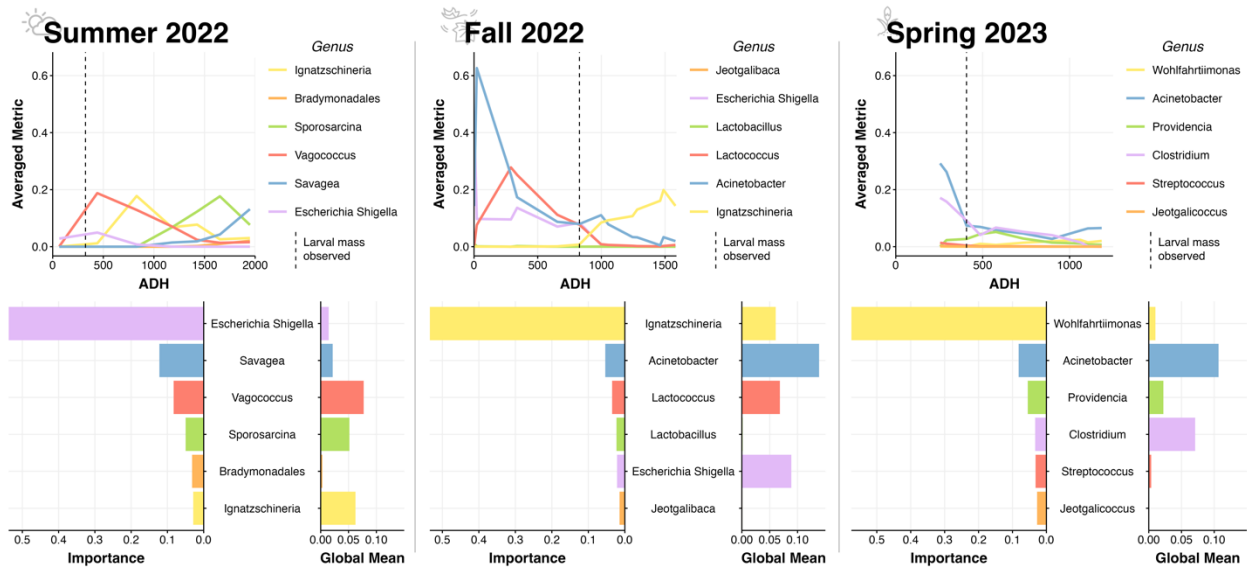 Summer 2022
Averaged Metric
0.6
0.4
0.2
0.0
0
500
1000
1500
2000
ADH
Genus
Ignatzschineria
Bradymonadales
Sporosarcina
Vagococcus
Savagea
Escherichia Shigella
Larval mass
observed
Escherichia Shigella
Savagea
Vagococcus
Sporosarcina
Bradymonadales
Ignatzschineria
0.5 0.4 0.3 0.2 0.1 0.0
Importance
0.00 0.05 0.10
Global Mean
Fall 2022
Averaged Metric
0.6
0.4
0.2
0.0
0
500
1000
1500
ADH
Genus
Jeotgalibaca
Escherichia Shigella
Lactobacillus
Lactococcus
Acinetobacter
Ignatzschineria
Larval mass
observed
Ignatzschineria
Acinetobacter
Lactococcus
Lactobacillus
Escherichia Shigella
Jeotgalibaca
0.5 0.4 0.3 0.2 0.1 0.0
Importance
0.00 0.05 0.10
Global Mean
Spring 2023
Averaged Metric
0.6
0.4
0.2
0.0
0
500
1000
ADH
Genus
Wohlfahrtiimonas
Acinetobacter
Providencia
Clostridium
Streptococcus
Jeotgalicoccus
Larval mass
observed
Wohlfahrtiimonas
Acinetobacter
Providencia
Clostridium
Streptococcus
Jeotgalicoccus
0.5 0.4 0.3 0.2 0.1 0.0
Importance
0.00 0.05 0.10
Global Mean